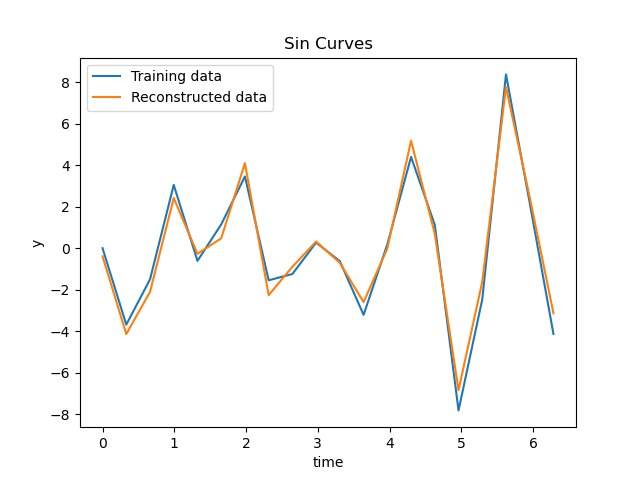 Sin Curves
Training data
Reconstructed data
8
6
4
2
0
−2
−4
−6
−8
y
0 1 2 3 4 5 6
time